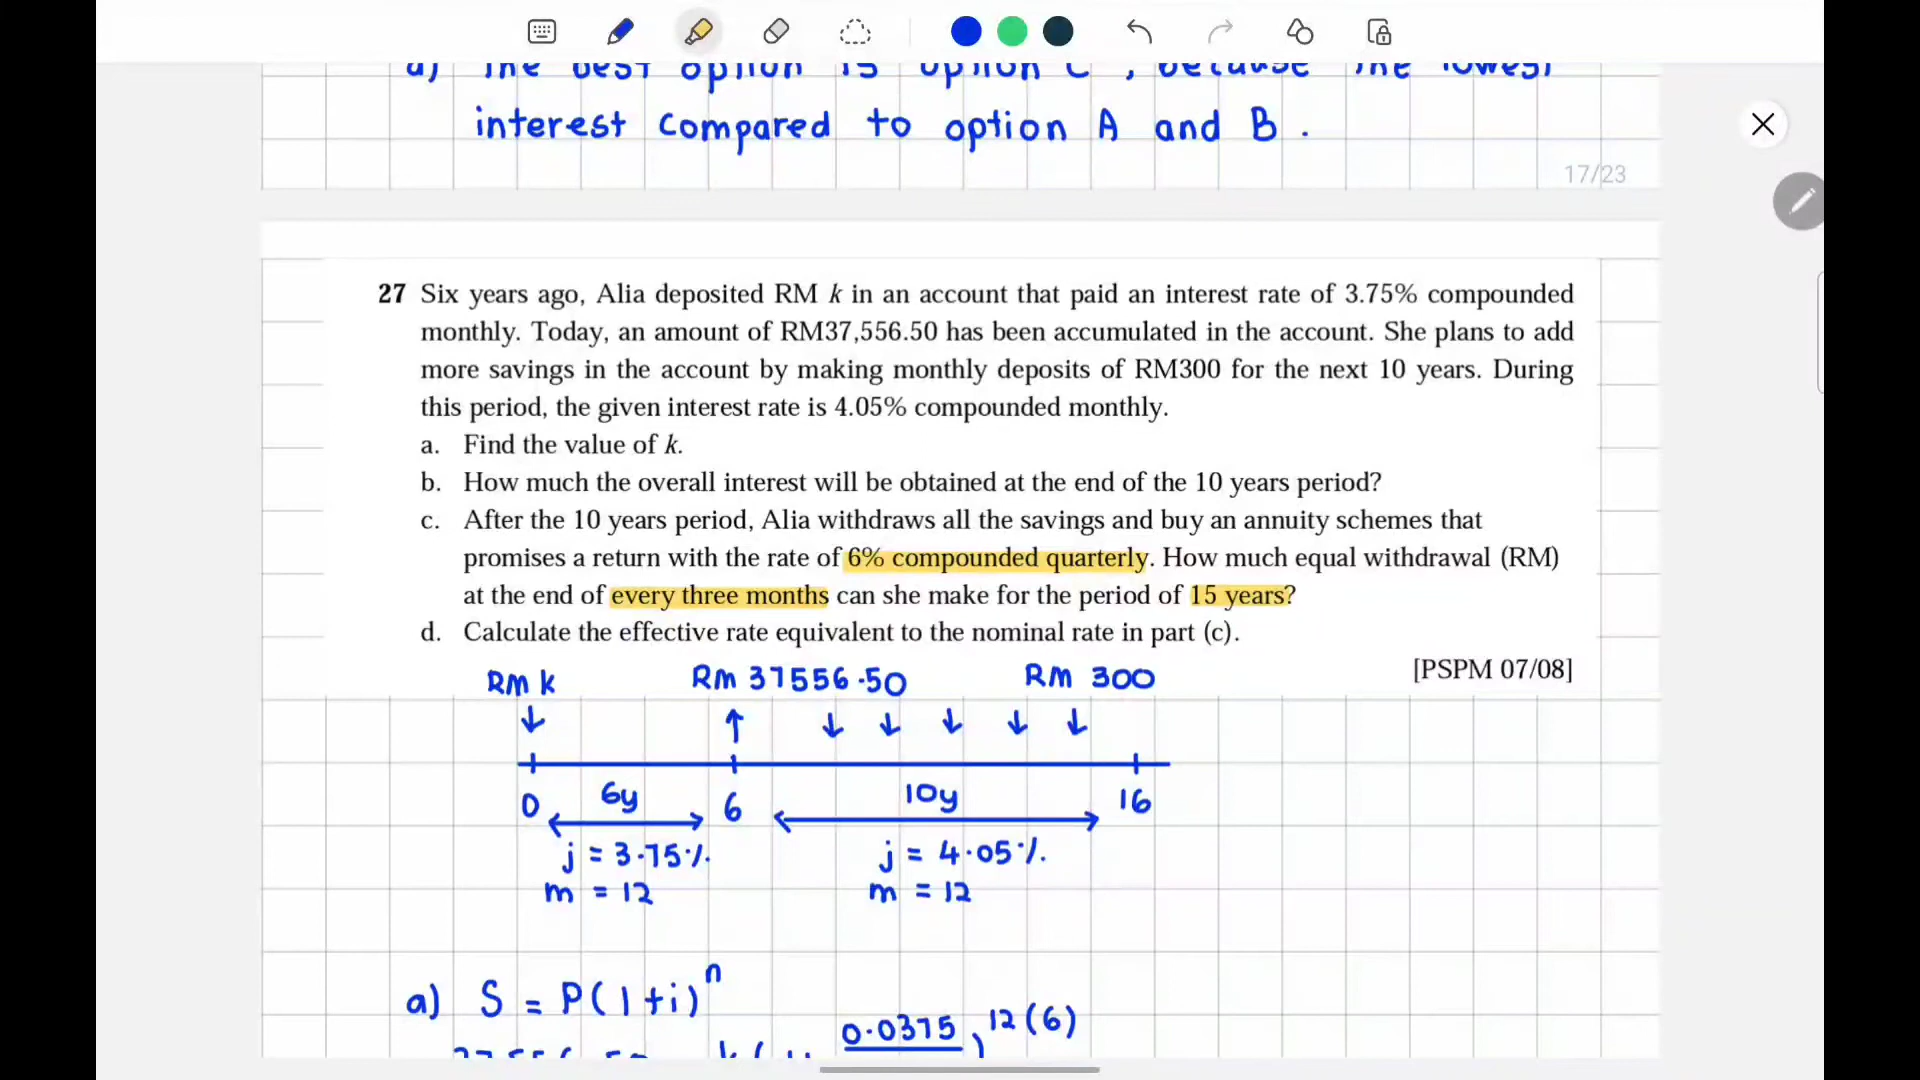 a) The best option is option C, because the lowest
interest compared to option A and B.
17/23
27 Six years ago, Alia deposited RM k in an account that paid an interest rate of 3.75% compounded
monthly. Today, an amount of RM37,556.50 has been accumulated in the account. She plans to add
more savings in the account by making monthly deposits of RM300 for the next 10 years. During
this period, the given interest rate is 4.05% compounded monthly.
a. Find the value of k.
b. How much the overall interest will be obtained at the end of the 10 years period?
c. After the 10 years period, Alia withdraws all the savings and buy an annuity schemes that
promises a return with the rate of 6% compounded quarterly. How much equal withdrawal (RM)
at the end of every three months can she make for the period of 15 years?
d. Calculate the effective rate equivalent to the nominal rate in part (c).
[PSPM 07/08]
Rm k Rm 37556.50 Rm 300
0 6y 6 10y 16
j = 3.75% j = 4.05%
m = 12 m = 12
a) S = P(1+i)^n
0.0375 ) 12(6)